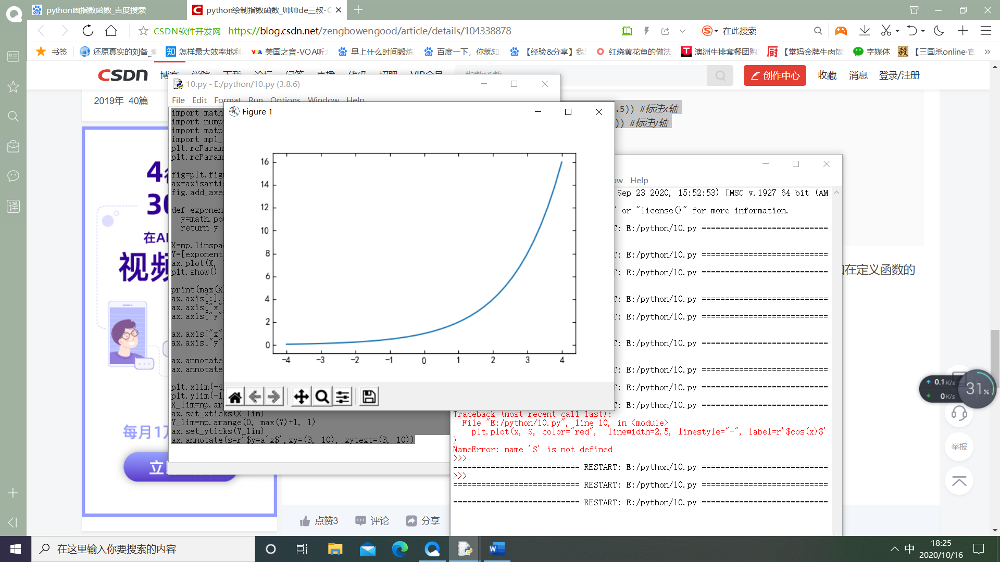 python画指数函数_百度搜索
python绘制指数函数_帅帅de三叔-C
CSDN软件开发网 https://blog.csdn.net/zengbowengood/article/details/104338878
在此搜索
书签
还原真实的刘备_
知 怎样最大效率地利
VOA 美国之音-VOA听力
早上什么时间锻炼
百度一下，你就知
【经验&分享】我
红烧黄花鱼的做法
T 澳洲牛排套餐团购
厨 【堂妈金牌牛肉饭
字媒体
殺 【三国杀online·官
»
CSDN 博客 学院 下载 论坛 问答 直播 代码 招聘 VIP会员
指数函数
创作中心 收藏 消息 登录/注册
2019年 40篇
10.py - E:/python/10.py (3.8.6)
File Edit Format Run Options Window Help
import math
import nump
import matp
import mpl_
plt.rcParam
plt.rcParam
fig=plt.fig
ax=axisartis
fig.add_axe
def exponen
y=math.po
return y
X=np.linspa
Y=[exponent
ax.plot(X,
plt.show()
print(max(X
ax.axis[:].
ax.axis["x"
ax.axis["y"
ax.axis["x"
ax.axis["y"
ax.annotate
ax.annotate
plt.xlim(-4
plt.ylim(-1
X_lim=np.ar
ax.set_xticks(X_lim)
Y_lim=np.arange(0, max(Y)+1, 1)
ax.set_yticks(Y_lim)
ax.annotate(s=r'$y=a^x$',xy=(3, 10), xytext=(3, 10))
Figure 1
16
14
12
10
8
6
4
2
0
−4 −3 −2 −1 0 1 2 3 4
.5)) #标注x轴
)) #标注y轴
ow Help
Sep 23 2020, 15:52:53) [MSC v.1927 64 bit (AM
" or "license()" for more information.
T: E:/python/10.py ===========================
T: E:/python/10.py ===========================
T: E:/python/10.py ===========================
T: E:/python/10.py ===========================
T: E:/python/10.py ===========================
T: E:/python/10.py ===========================
T: E:/python/10.py ===========================
T: E:/python/10.py ===========================
T: E:/python/10.py ===========================
Traceback (most recent call last):
File "E:/python/10.py", line 10, in <module>
plt.plot(x, S, color="red", linewidth=2.5, linestyle="-", label=r'$cos(x)$'
)
NameError: name 'S' is not defined
>>>
=========================== RESTART: E:/python/10.py ===========================
>>>
=========================== RESTART: E:/python/10.py ===========================
=========================== RESTART: E:/python/10.py ===========================
在定义函数的
4
30
在AI
视频
每月1万
立
点赞3 评论 分享
0.1K/s
0K/s
31%
举报
译
在这里输入你要搜索的内容
中
18:25
2020/10/16